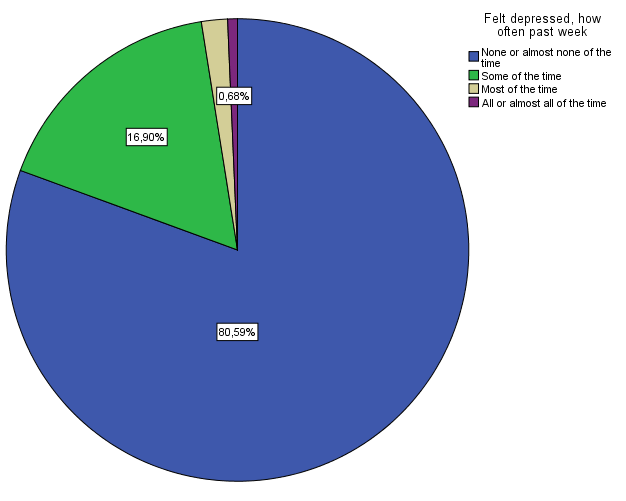 Felt depressed, how
often past week
None or almost none of the
time
Some of the time
Most of the time
All or almost all of the time
0,68%
16,90%
80,59%